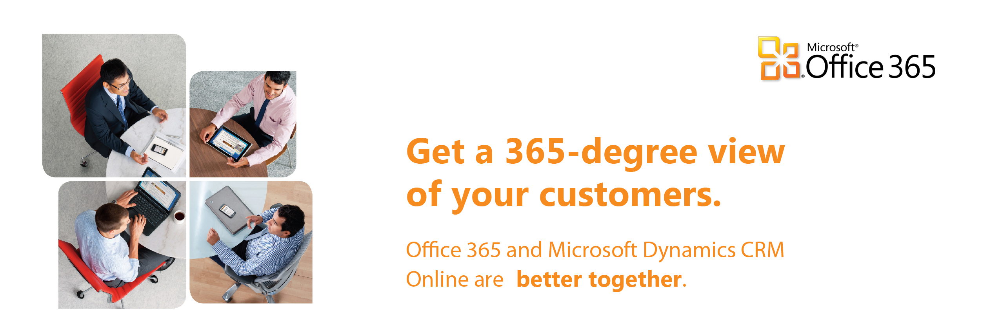 Microsoft®
® Office 365
Get a 365-degree view
of your customers.
Office 365 and Microsoft Dynamics CRM
Online are better together.